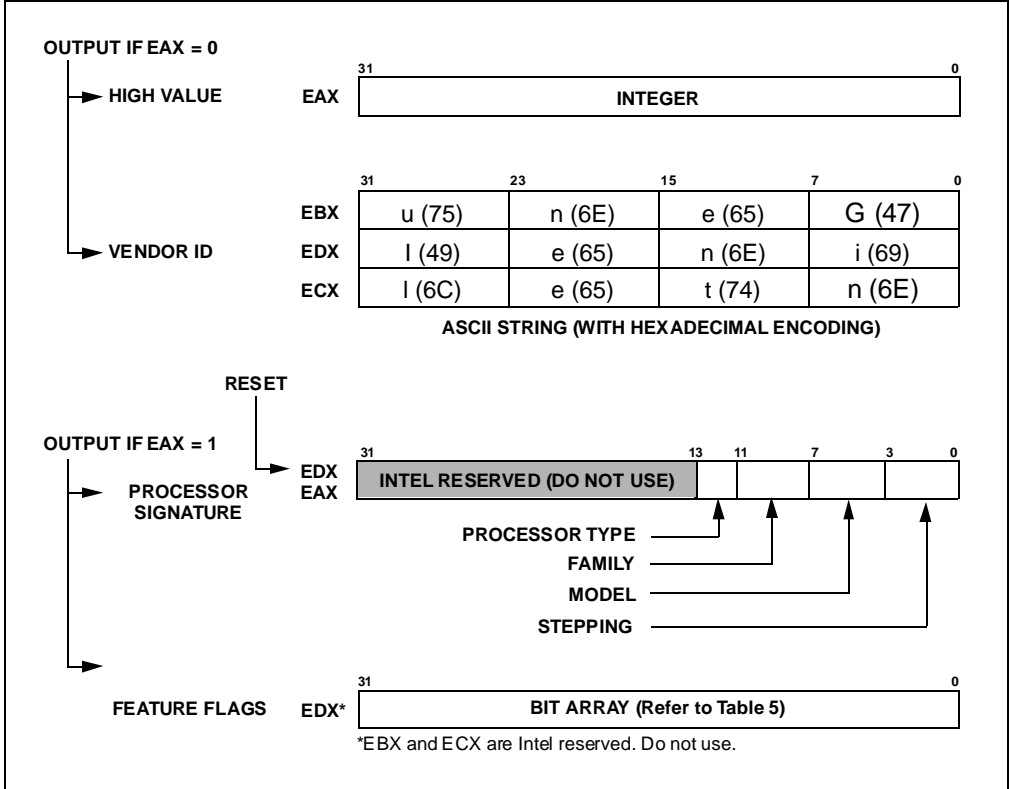 OUTPUT IF EAX = 0
31 0
HIGH VALUE EAX INTEGER
31 23 15 7 0
EBX u (75) n (6E) e (65) G (47)
VENDOR ID EDX I (49) e (65) n (6E) i (69)
ECX l (6C) e (65) t (74) n (6E)
ASCII STRING (WITH HEXADECIMAL ENCODING)
RESET
OUTPUT IF EAX = 1
31 13 11 7 3 0
EDX
EAX
INTEL RESERVED (DO NOT USE)
PROCESSOR
SIGNATURE
PROCESSOR TYPE
FAMILY
MODEL
STEPPING
31 0
FEATURE FLAGS EDX* BIT ARRAY (Refer to Table 5)
*EBX and ECX are Intel reserved. Do not use.